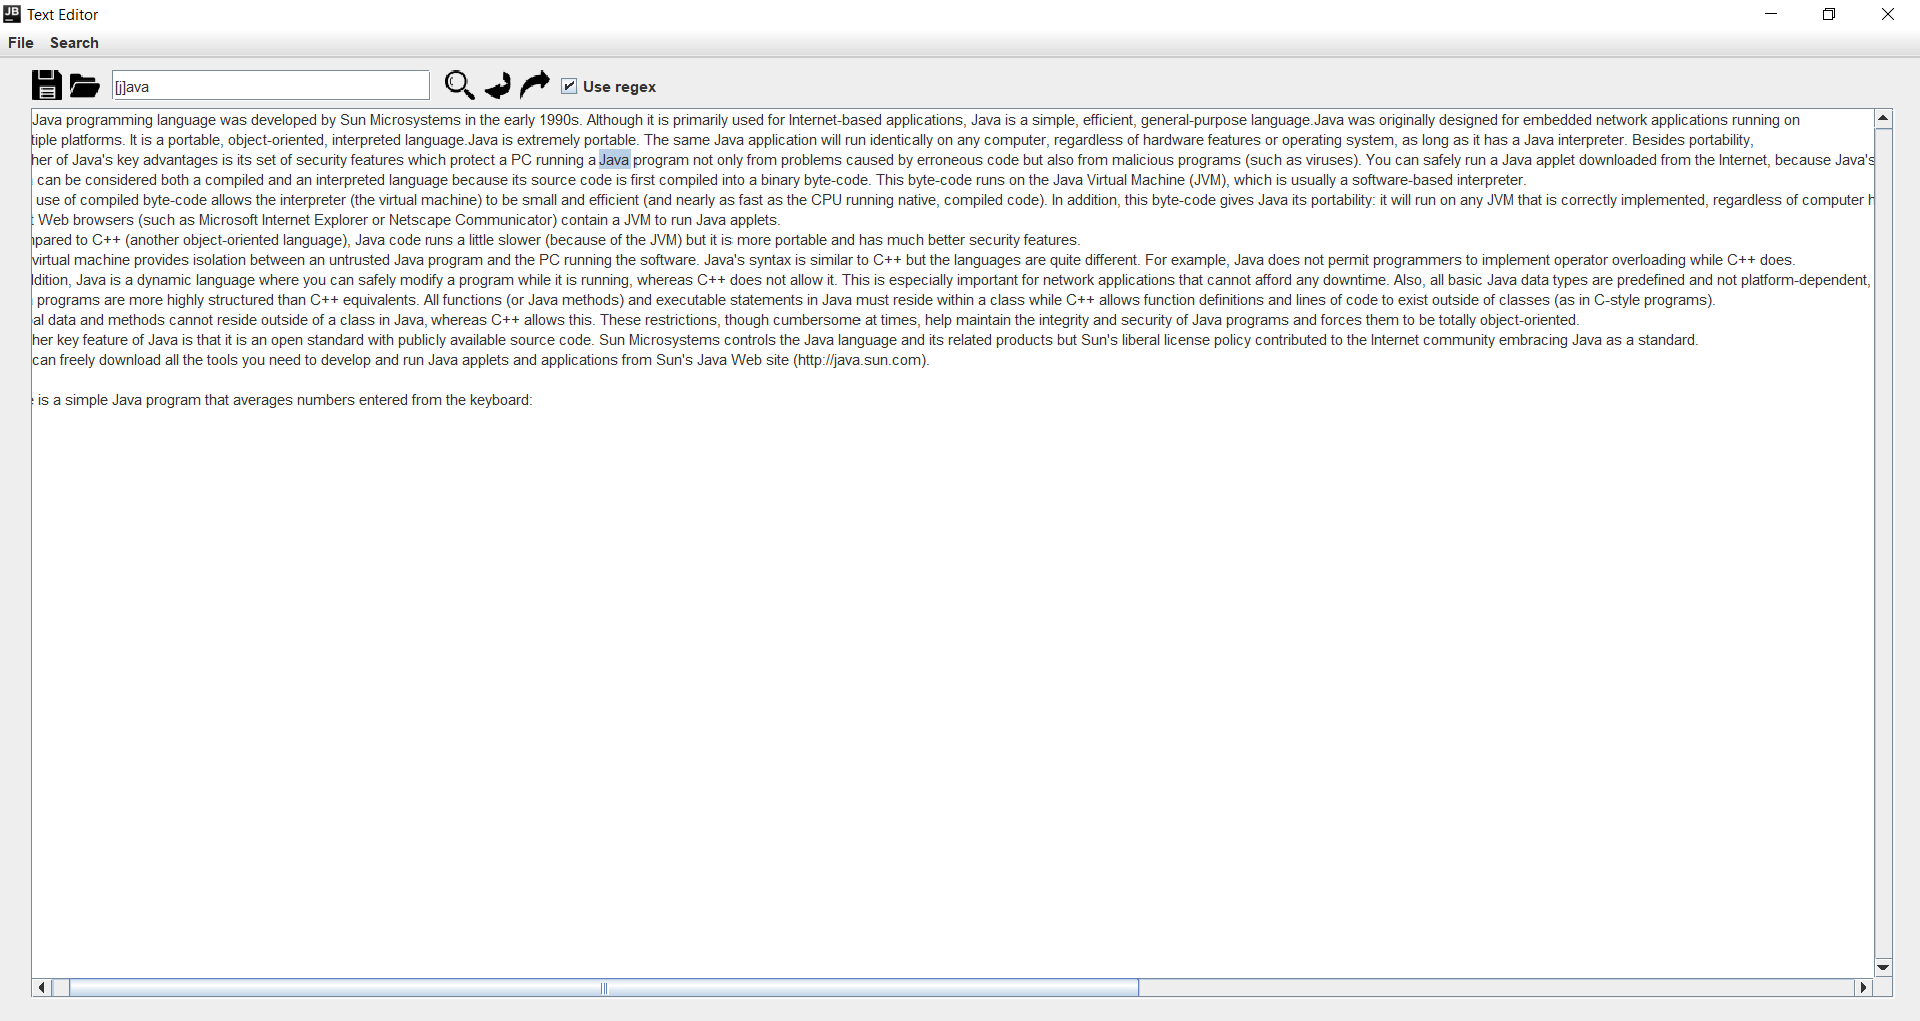 JB Text Editor
File Search
[j]ava
Use regex
Java programming language was developed by Sun Microsystems in the early 1990s. Although it is primarily used for Internet-based applications, Java is a simple, efficient, general-purpose language.Java was originally designed for embedded network applications running on
tiple platforms. It is a portable, object-oriented, interpreted language.Java is extremely portable. The same Java application will run identically on any computer, regardless of hardware features or operating system, as long as it has a Java interpreter. Besides portability,
her of Java's key advantages is its set of security features which protect a PC running a Java program not only from problems caused by erroneous code but also from malicious programs (such as viruses). You can safely run a Java applet downloaded from the Internet, because Java's
can be considered both a compiled and an interpreted language because its source code is first compiled into a binary byte-code. This byte-code runs on the Java Virtual Machine (JVM), which is usually a software-based interpreter.
use of compiled byte-code allows the interpreter (the virtual machine) to be small and efficient (and nearly as fast as the CPU running native, compiled code). In addition, this byte-code gives Java its portability: it will run on any JVM that is correctly implemented, regardless of computer h
t Web browsers (such as Microsoft Internet Explorer or Netscape Communicator) contain a JVM to run Java applets.
npared to C++ (another object-oriented language), Java code runs a little slower (because of the JVM) but it is more portable and has much better security features.
virtual machine provides isolation between an untrusted Java program and the PC running the software. Java's syntax is similar to C++ but the languages are quite different. For example, Java does not permit programmers to implement operator overloading while C++ does.
ddition, Java is a dynamic language where you can safely modify a program while it is running, whereas C++ does not allow it. This is especially important for network applications that cannot afford any downtime. Also, all basic Java data types are predefined and not platform-dependent,
programs are more highly structured than C++ equivalents. All functions (or Java methods) and executable statements in Java must reside within a class while C++ allows function definitions and lines of code to exist outside of classes (as in C-style programs).
al data and methods cannot reside outside of a class in Java, whereas C++ allows this. These restrictions, though cumbersome at times, help maintain the integrity and security of Java programs and forces them to be totally object-oriented.
her key feature of Java is that it is an open standard with publicly available source code. Sun Microsystems controls the Java language and its related products but Sun's liberal license policy contributed to the Internet community embracing Java as a standard.
can freely download all the tools you need to develop and run Java applets and applications from Sun's Java Web site (http://java.sun.com).
is a simple Java program that averages numbers entered from the keyboard: